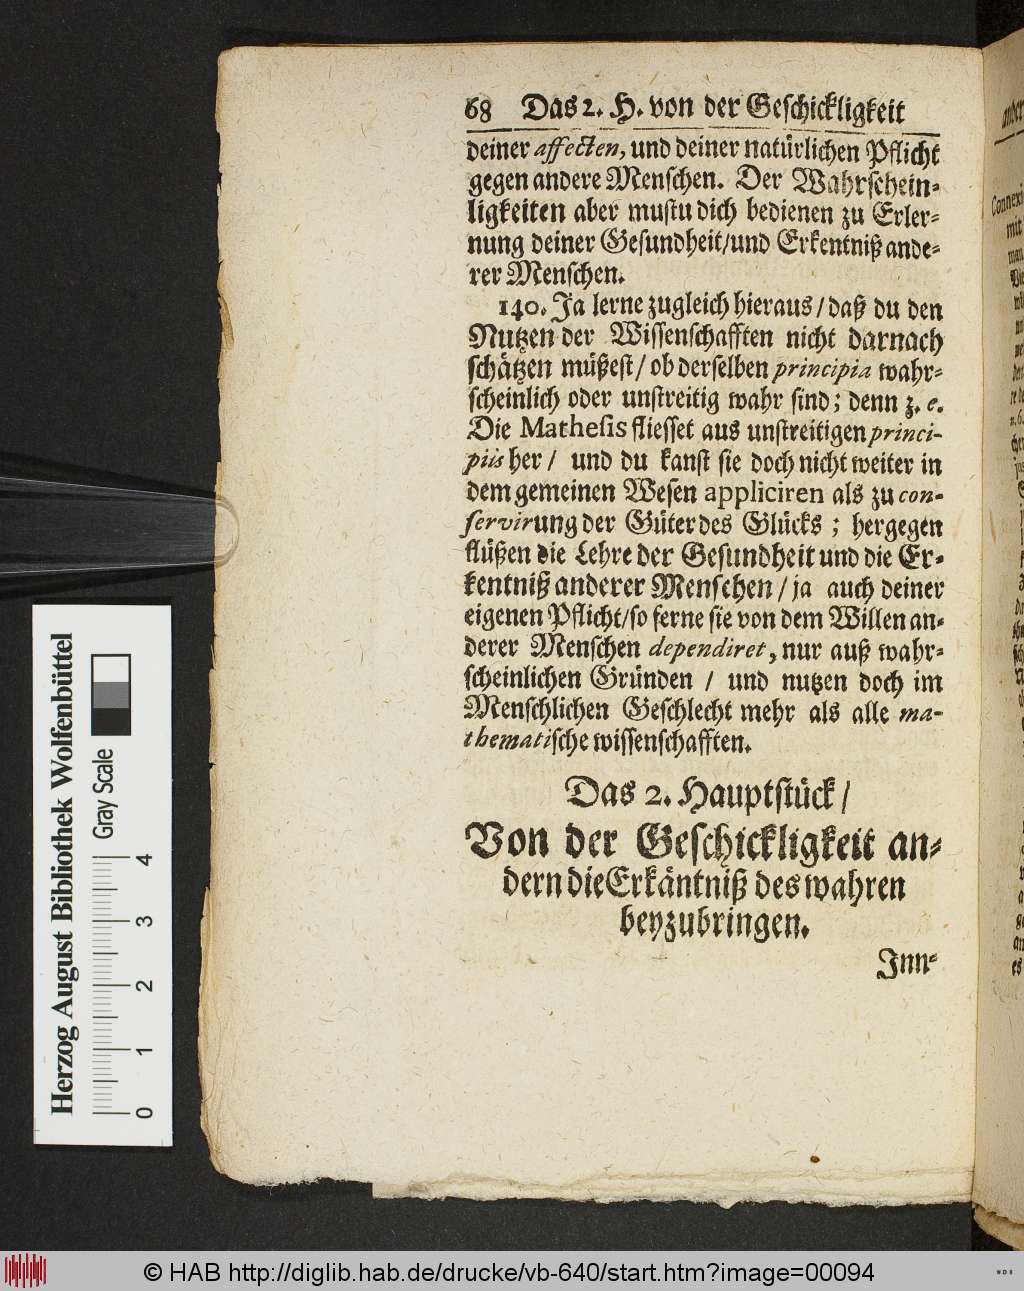 68 Das 2. H. von der Geschickligkeit
deiner affecten, und deiner natürlichen Pflicht
gegen andere Menschen. Der Wahrschein-
ligkeiten aber mustu dich bedienen zu Erler-
nung deiner Gesundheit/und Erkentniß ande-
rer Menschen.
140. Ja lerne zugleich hieraus/daß du den
Nutzen der Wissenschafften nicht darnach
schätzen müßest/ ob derselben principia wahr-
scheinlich oder unstreitig wahr sind; denn z. e.
Die Mathesis fliesset aus unstreitigen princi-
piis her/ und du kanst sie doch nicht weiter in
dem gemeinen Wesen appliciren als zu con-
servirung der Güter des Glücks; hergegen
flüßen die Lehre der Gesundheit und die Er-
kentniß anderer Menschen/ja auch deiner
eigenen Pflicht/so ferne sie von dem Willen an-
derer Menschen dependiret, nur auß wahr-
scheinlichen Gründen / und nutzen doch im
Menschlichen Geschlecht mehr als alle ma-
thematische wissenschafften.
Das 2. Hauptstück/
Von der Geschickligkeit an-
dern die Erkäntniß des wahren
beyzubringen.
Inn-
Connexi
mit
Herzog August Bibliothek Wolfenbüttel
Gray Scale
0 1 2 3 4
© HAB http://diglib.hab.de/drucke/vb-640/start.htm?image=00094